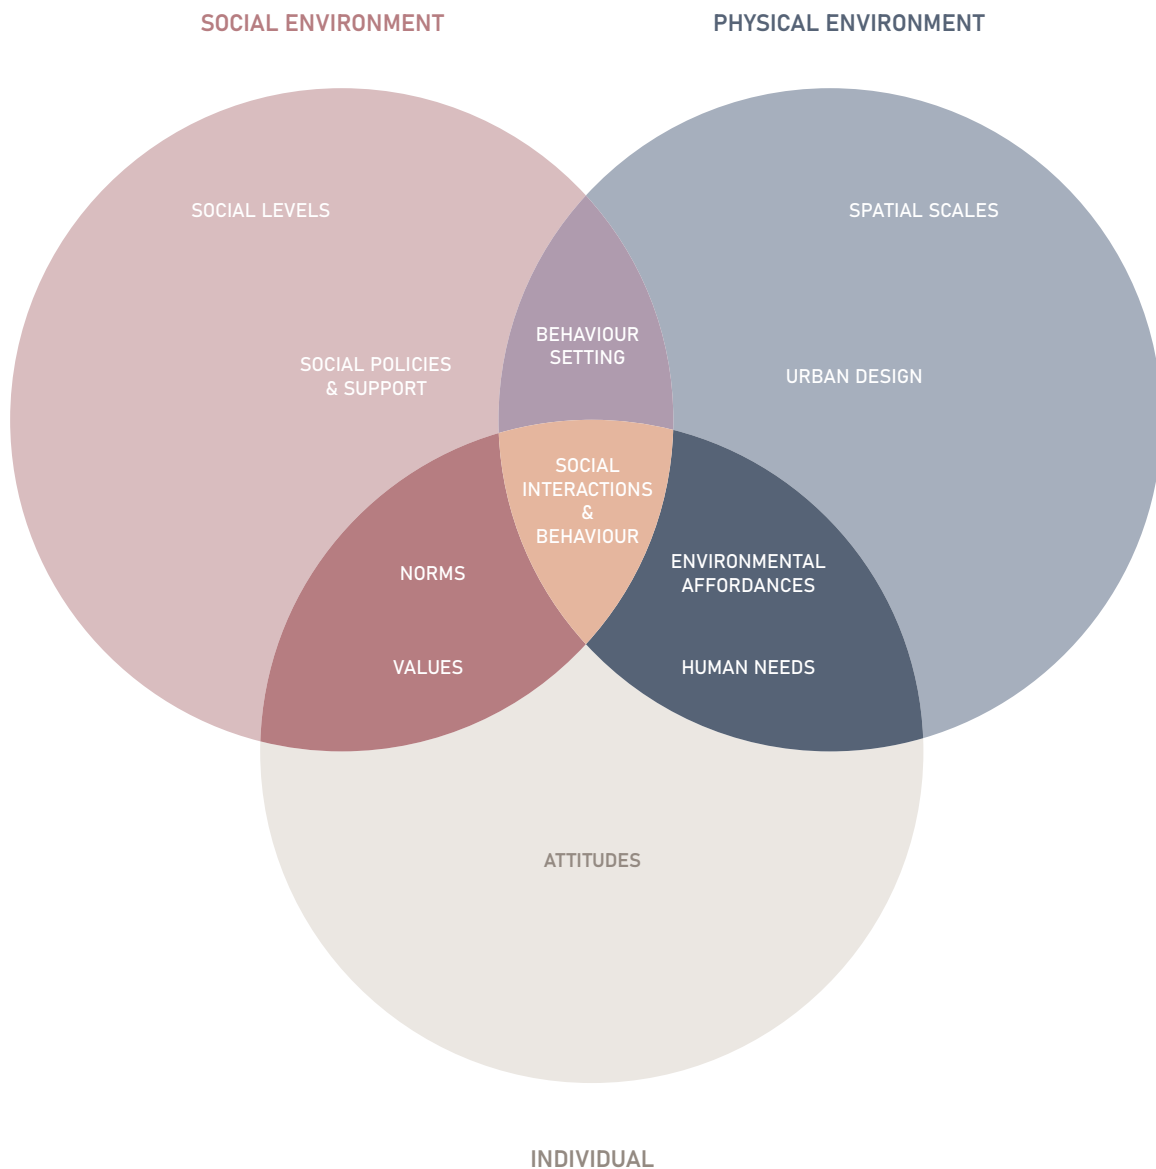 SOCIAL ENVIRONMENT
PHYSICAL ENVIRONMENT
SOCIAL LEVELS
SPATIAL SCALES
BEHAVIOUR
SETTING
SOCIAL POLICIES
& SUPPORT
URBAN DESIGN
SOCIAL
INTERACTIONS
&
BEHAVIOUR
NORMS
ENVIRONMENTAL
AFFORDANCES
VALUES
HUMAN NEEDS
ATTITUDES
INDIVIDUAL